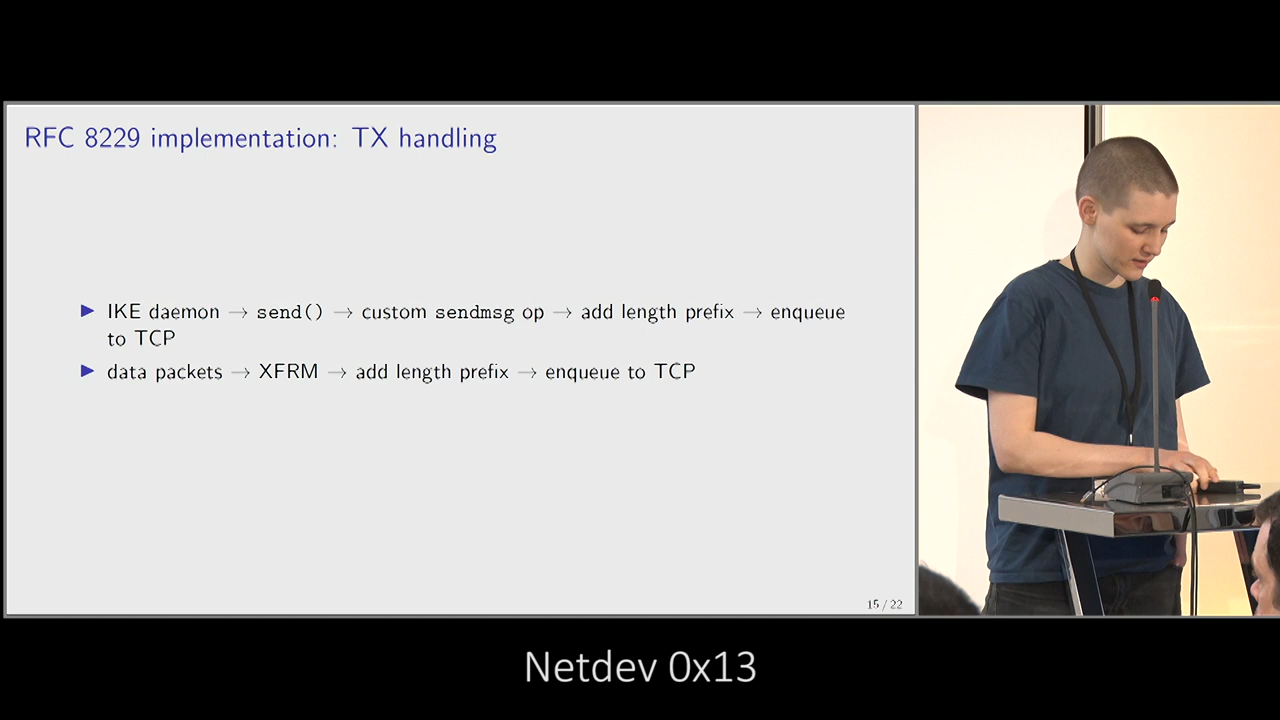 RFC 8229 implementation: TX handling
▶ IKE daemon → send() → custom sendmsg op → add length prefix → enqueue
to TCP
▶ data packets → XFRM → add length prefix → enqueue to TCP
15 / 22
Netdev 0x13